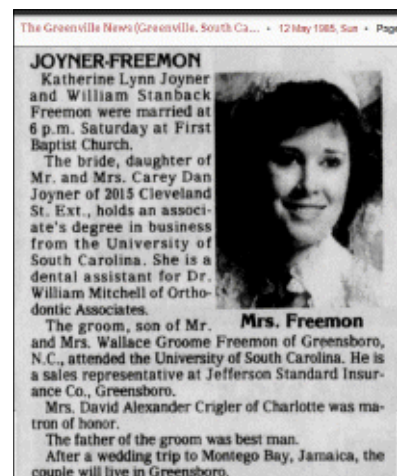 The Greenville News (Greenville, South Ca... • 12 May 1985, Sun • Page
JOYNER-FREEMON
Katherine Lynn Joyner
and William Stanback
Freemon were married at
6 p.m. Saturday at First
Baptist Church.
The bride, daughter of
Mr. and Mrs. Carey Dan
Joyner of 2015 Cleveland
St. Ext., holds an associ-
ate's degree in business
from the University of
South Carolina. She is a
dental assistant for Dr.
William Mitchell of Ortho-
dontic Associates.
Mrs. Freemon
The groom, son of Mr.
and Mrs. Wallace Groome Freemon of Greensboro,
N.C., attended the University of South Carolina. He is
a sales representative at Jefferson Standard Insur-
ance Co., Greensboro.
Mrs. David Alexander Crigler of Charlotte was ma-
tron of honor.
The father of the groom was best man.
After a wedding trip to Montego Bay, Jamaica, the
couple will live in Greensboro.